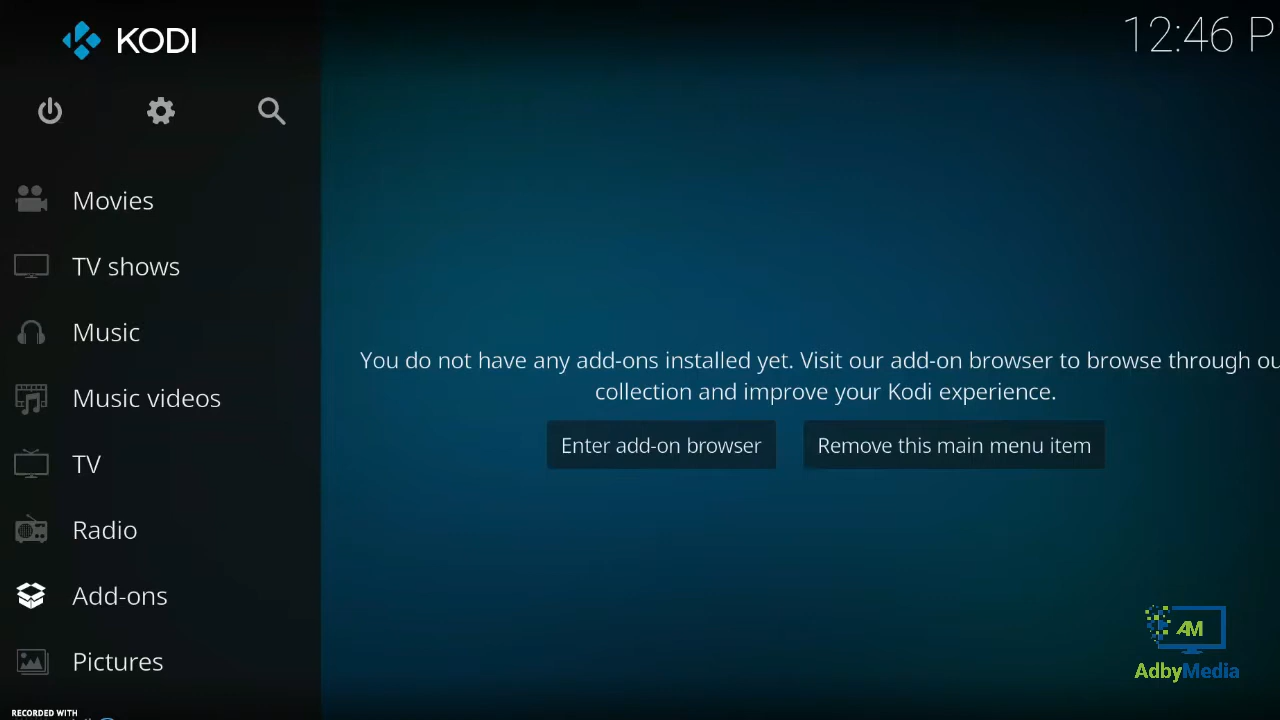 KODI
12:46 P
Movies
TV shows
Music
Music videos
TV
Radio
Add-ons
Pictures
You do not have any add-ons installed yet. Visit our add-on browser to browse through ou
collection and improve your Kodi experience.
Enter add-on browser
Remove this main menu item
AM
AdbyMedia
RECORDED WITH